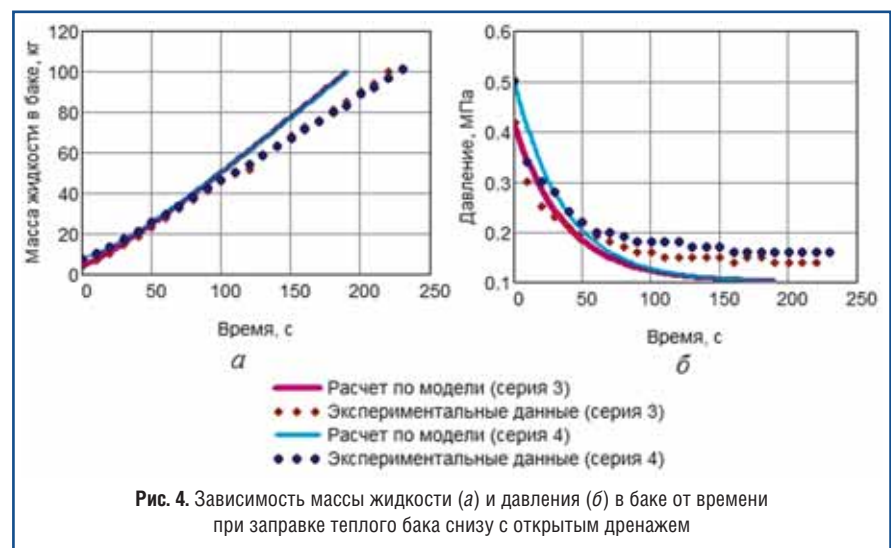 Масса жидкости в баке, кг
120
100
80
60
40
20
0
0 50 100 150 200 250
Время, с
а
Давление, МПа
0.6
0.5
0.4
0.3
0.2
0.1
0 50 100 150 200 250
Время, с
б
Расчет по модели (серия 3)
Экспериментальные данные (серия 3)
Расчет по модели (серия 4)
Экспериментальные данные (серия 4)
Рис. 4. Зависимость массы жидкости (а) и давления (б) в баке от времени
при заправке теплого бака снизу с открытым дренажем